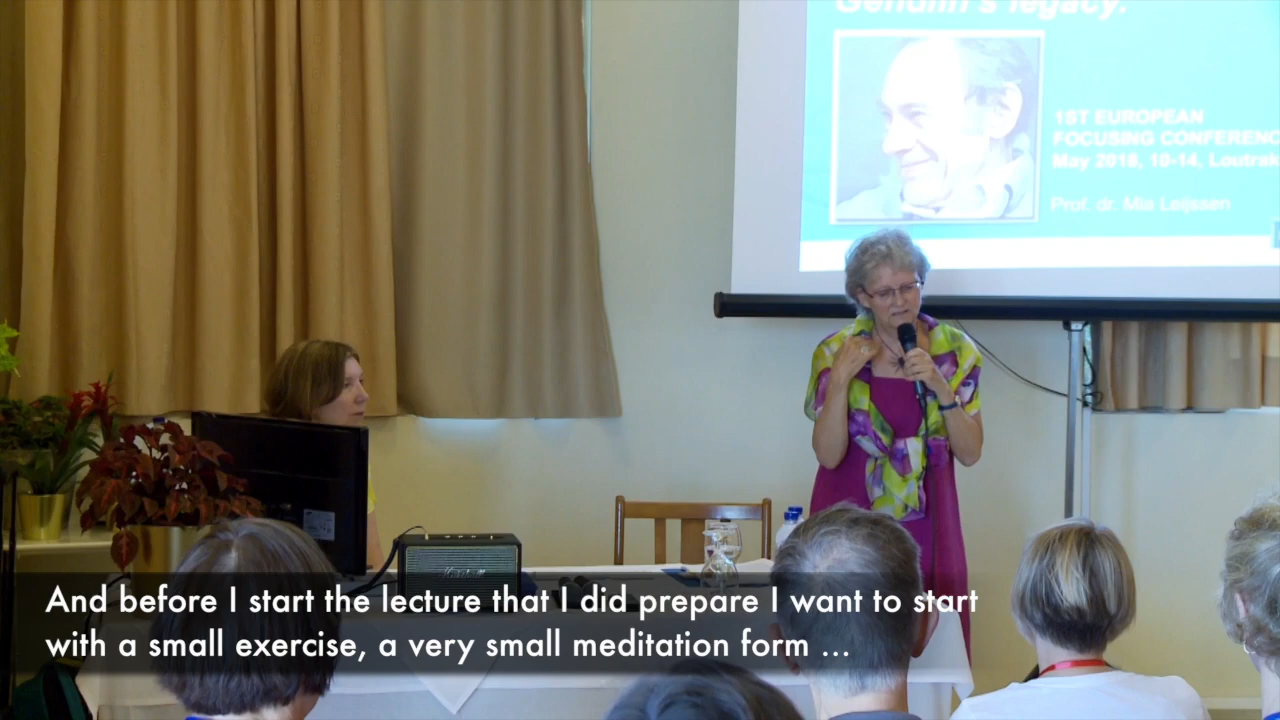 Gendlin's legacy.
1ST EUROPEAN
FOCUSING CONFERENC
May 2018, 10-14, Loutrak
Prof. dr. Mia Leijssen
Marshall
And before I start the lecture that I did prepare I want to start
with a small exercise, a very small meditation form ...